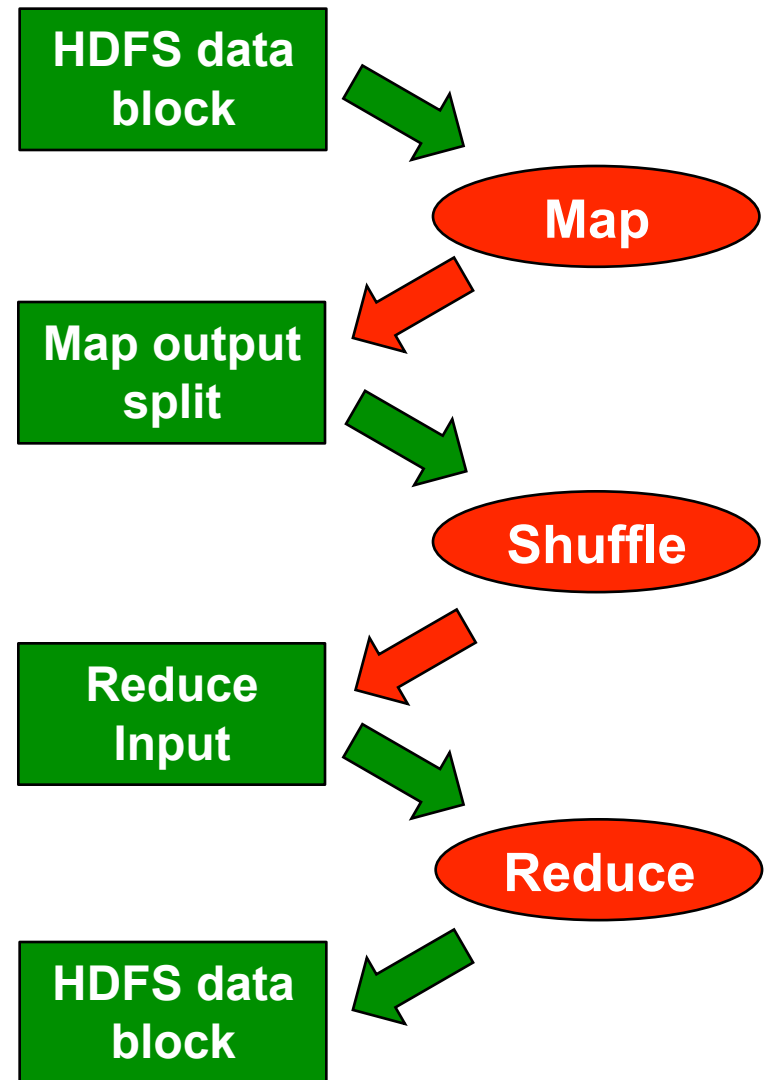 HDFS data
block
Map
Map output
split
Shuffle
Reduce
Input
Reduce
HDFS data
block